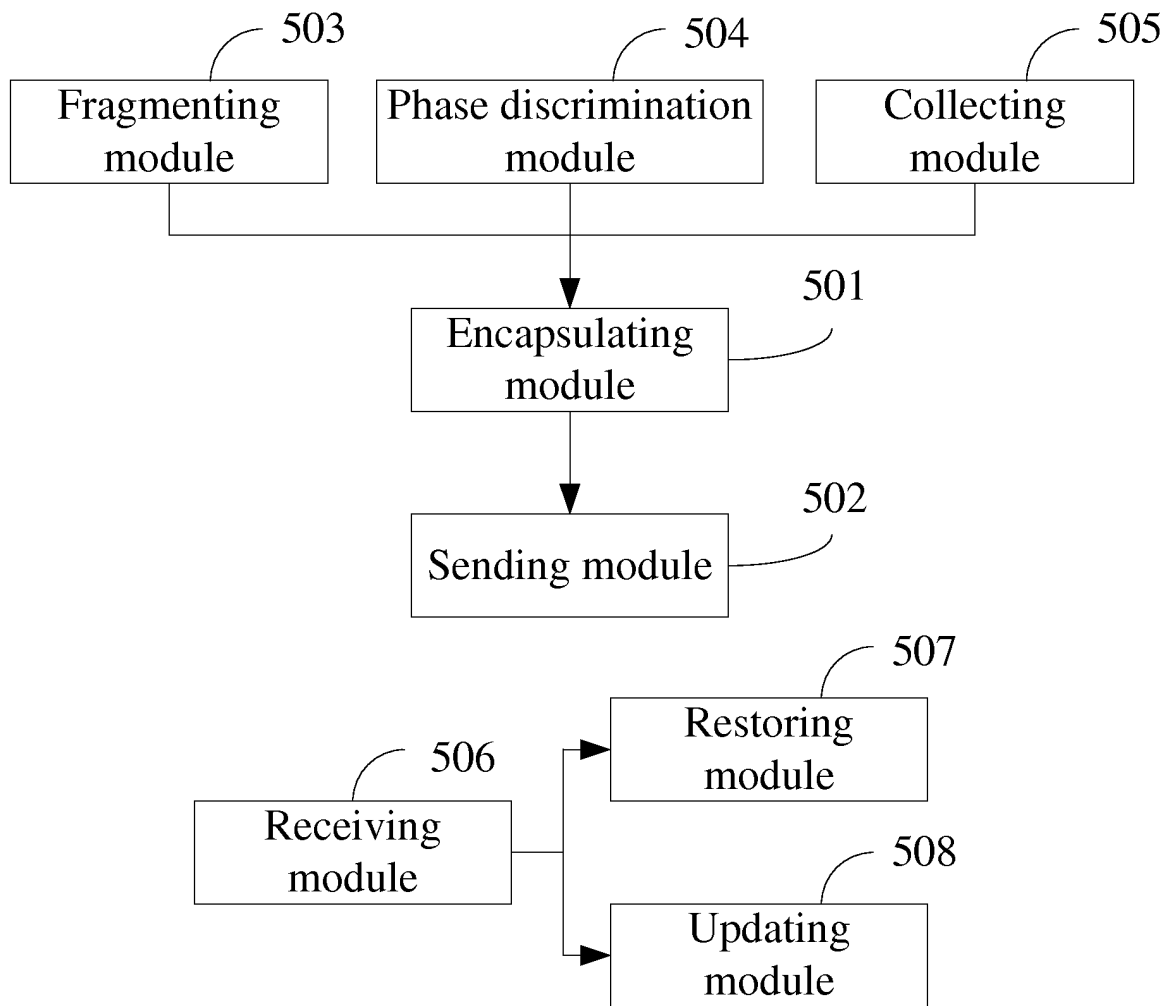 503
504
505
Fragmenting
module
Phase discrimination
module
Collecting
module
501
Encapsulating
module
502
Sending module
507
Restoring
module
506
Receiving
module
508
Updating
module